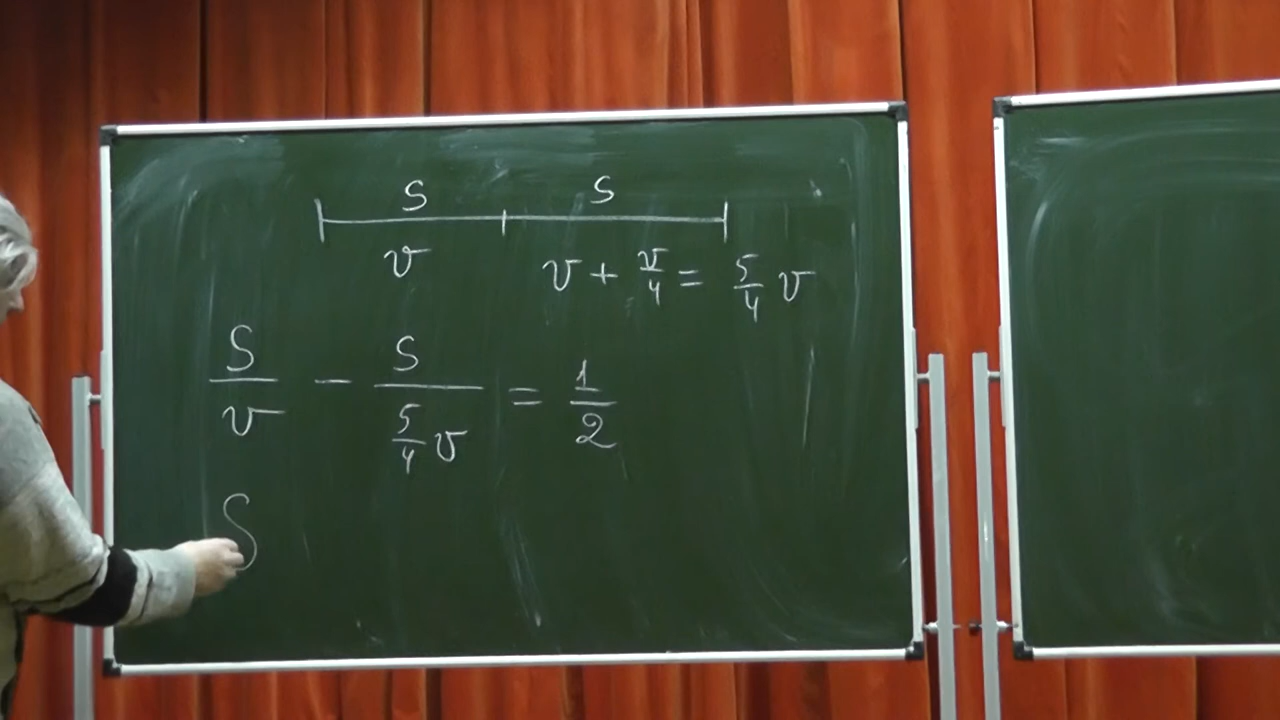 S S
v v + v/4 = 5/4 v
S/v − S/(5/4 v) = 1/2
S